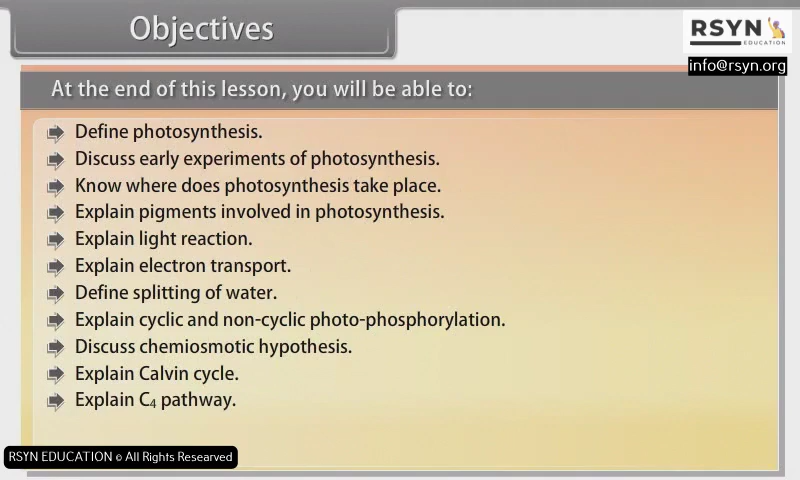 Objectives
RSYN
EDUCATION
info@rsyn.org
At the end of this lesson, you will be able to:
Define photosynthesis.
Discuss early experiments of photosynthesis.
Know where does photosynthesis take place.
Explain pigments involved in photosynthesis.
Explain light reaction.
Explain electron transport.
Define splitting of water.
Explain cyclic and non-cyclic photo-phosphorylation.
Discuss chemiosmotic hypothesis.
Explain Calvin cycle.
Explain C₄ pathway.
RSYN EDUCATION © All Rights Researved